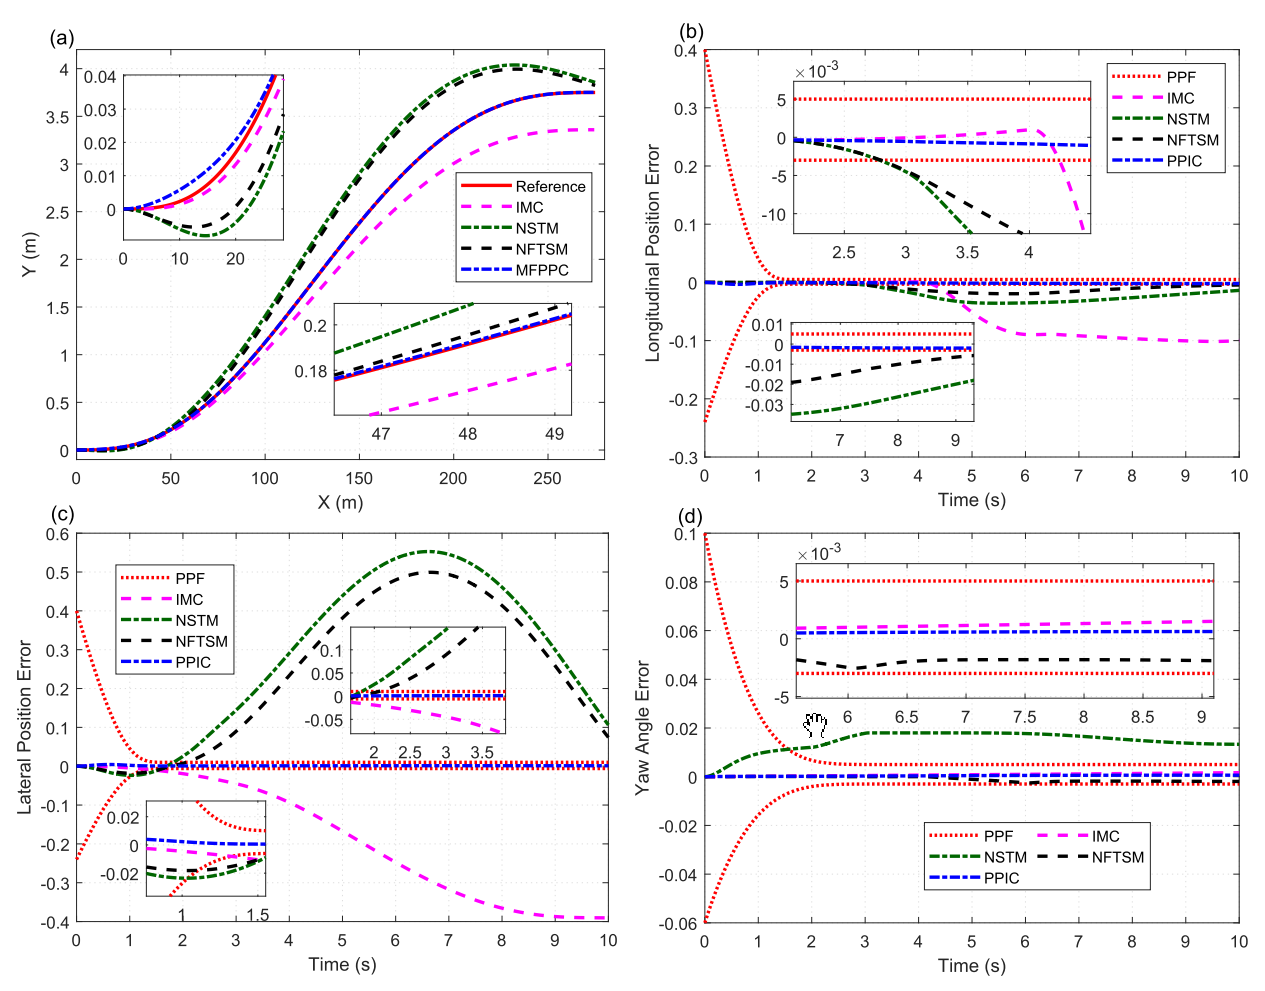 (a)
0.04
0.03
0.02
0.01
0
0 10 20
4
3.5
3
2.5
2
1.5
1
0.5
0
Y (m)
Reference
IMC
NSTM
NFTSM
MFPPC
0.2
0.18
47 48 49
0 50 100 150 200 250
X (m)
(b)
0.4
0.3
0.2
0.1
0
-0.1
-0.2
-0.3
Longitudinal Position Error
×10-3
5
0
-5
-10
2.5 3 3.5 4
PPF
IMC
NSTM
NFTSM
PPIC
0.01
0
-0.01
-0.02
-0.03
7 8 9
0 1 2 3 4 5 6 7 8 9 10
Time (s)
(c)
0.6
0.5
0.4
0.3
0.2
0.1
0
-0.1
-0.2
-0.3
-0.4
Lateral Position Error
PPF
IMC
NSTM
NFTSM
PPIC
0.1
0.05
0
-0.05
2 2.5 3 3.5
0.02
0
-0.02
1 1.5
0 1 2 3 4 5 6 7 8 9 10
Time (s)
(d)
0.1
0.08
0.06
0.04
0.02
0
-0.02
-0.04
-0.06
Yaw Angle Error
×10-3
5
0
-5
6 6.5 7 7.5 8 8.5 9
PPF IMC
NSTM NFTSM
PPIC
0 1 2 3 4 5 6 7 8 9 10
Time (s)